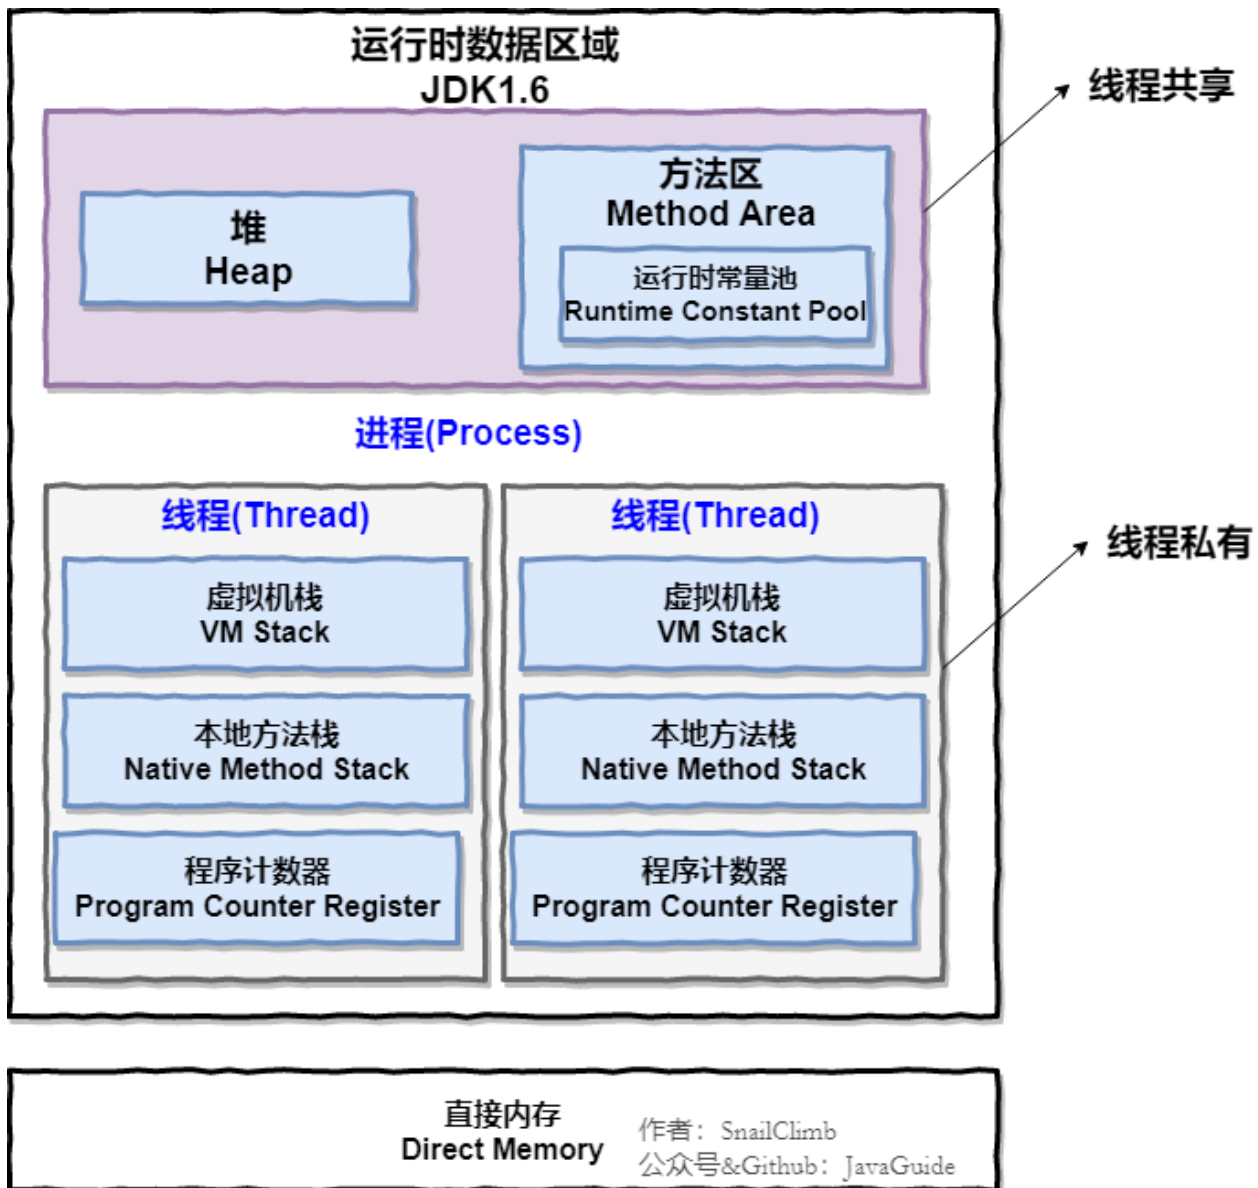 运行时数据区域
JDK1.6
线程共享
堆
Heap
方法区
Method Area
运行时常量池
Runtime Constant Pool
进程(Process)
线程(Thread)
虚拟机栈
VM Stack
本地方法栈
Native Method Stack
程序计数器
Program Counter Register
线程(Thread)
虚拟机栈
VM Stack
本地方法栈
Native Method Stack
程序计数器
Program Counter Register
线程私有
直接内存
Direct Memory
作者：SnailClimb
公众号&Github：JavaGuide